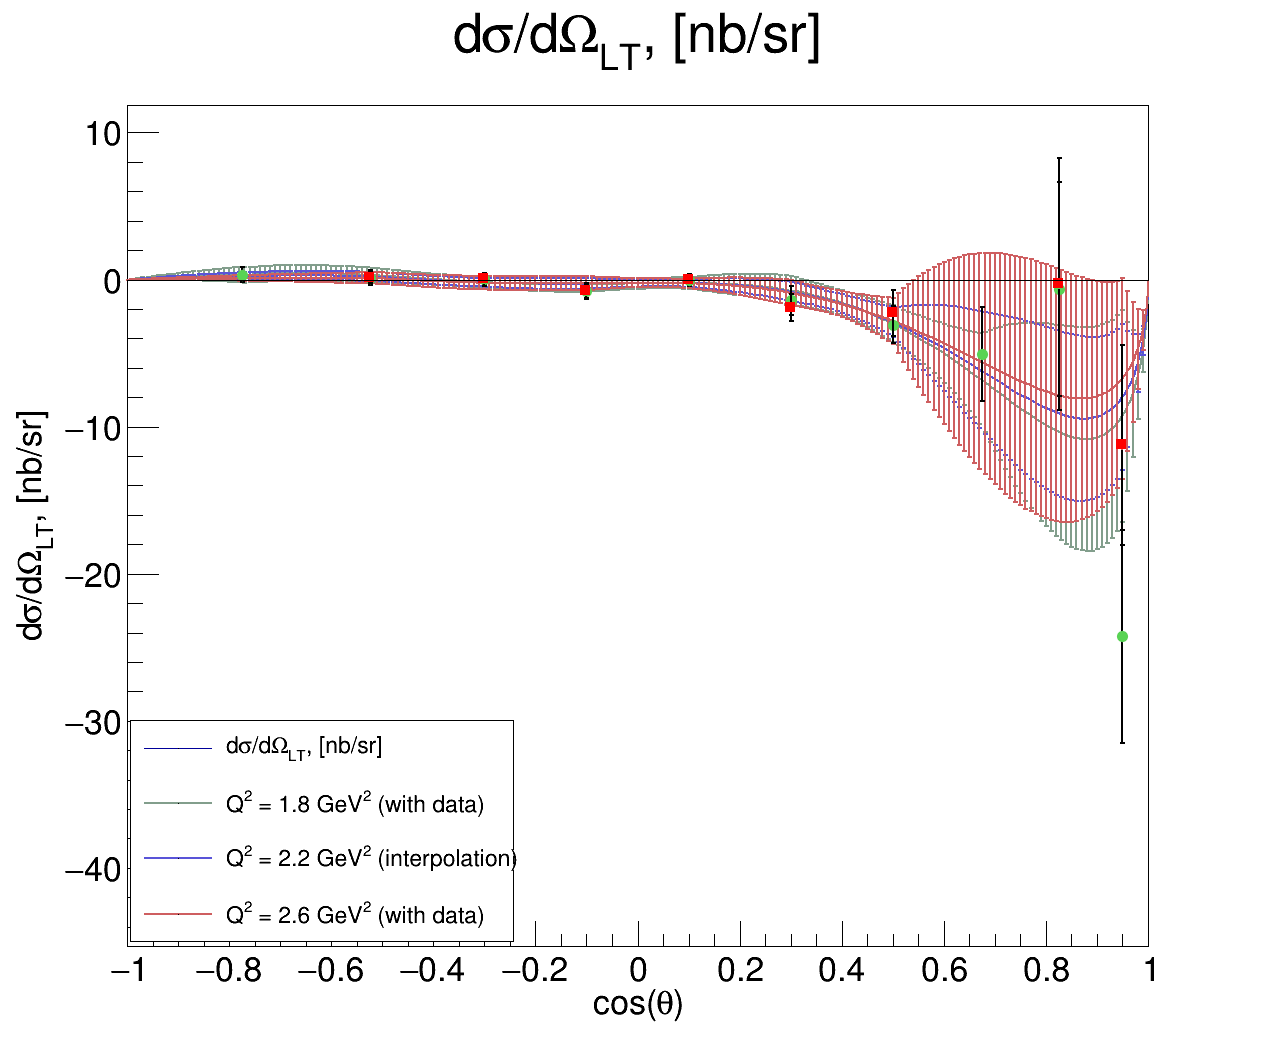 dσ/dΩLT, [nb/sr]
10
0
−10
−20
−30
−40
dσ/dΩLT, [nb/sr]
dσ/dΩLT, [nb/sr]
Q2 = 1.8 GeV2 (with data)
Q2 = 2.2 GeV2 (interpolation)
Q2 = 2.6 GeV2 (with data)
−1 −0.8 −0.6 −0.4 −0.2 0 0.2 0.4 0.6 0.8 1
cos(θ)